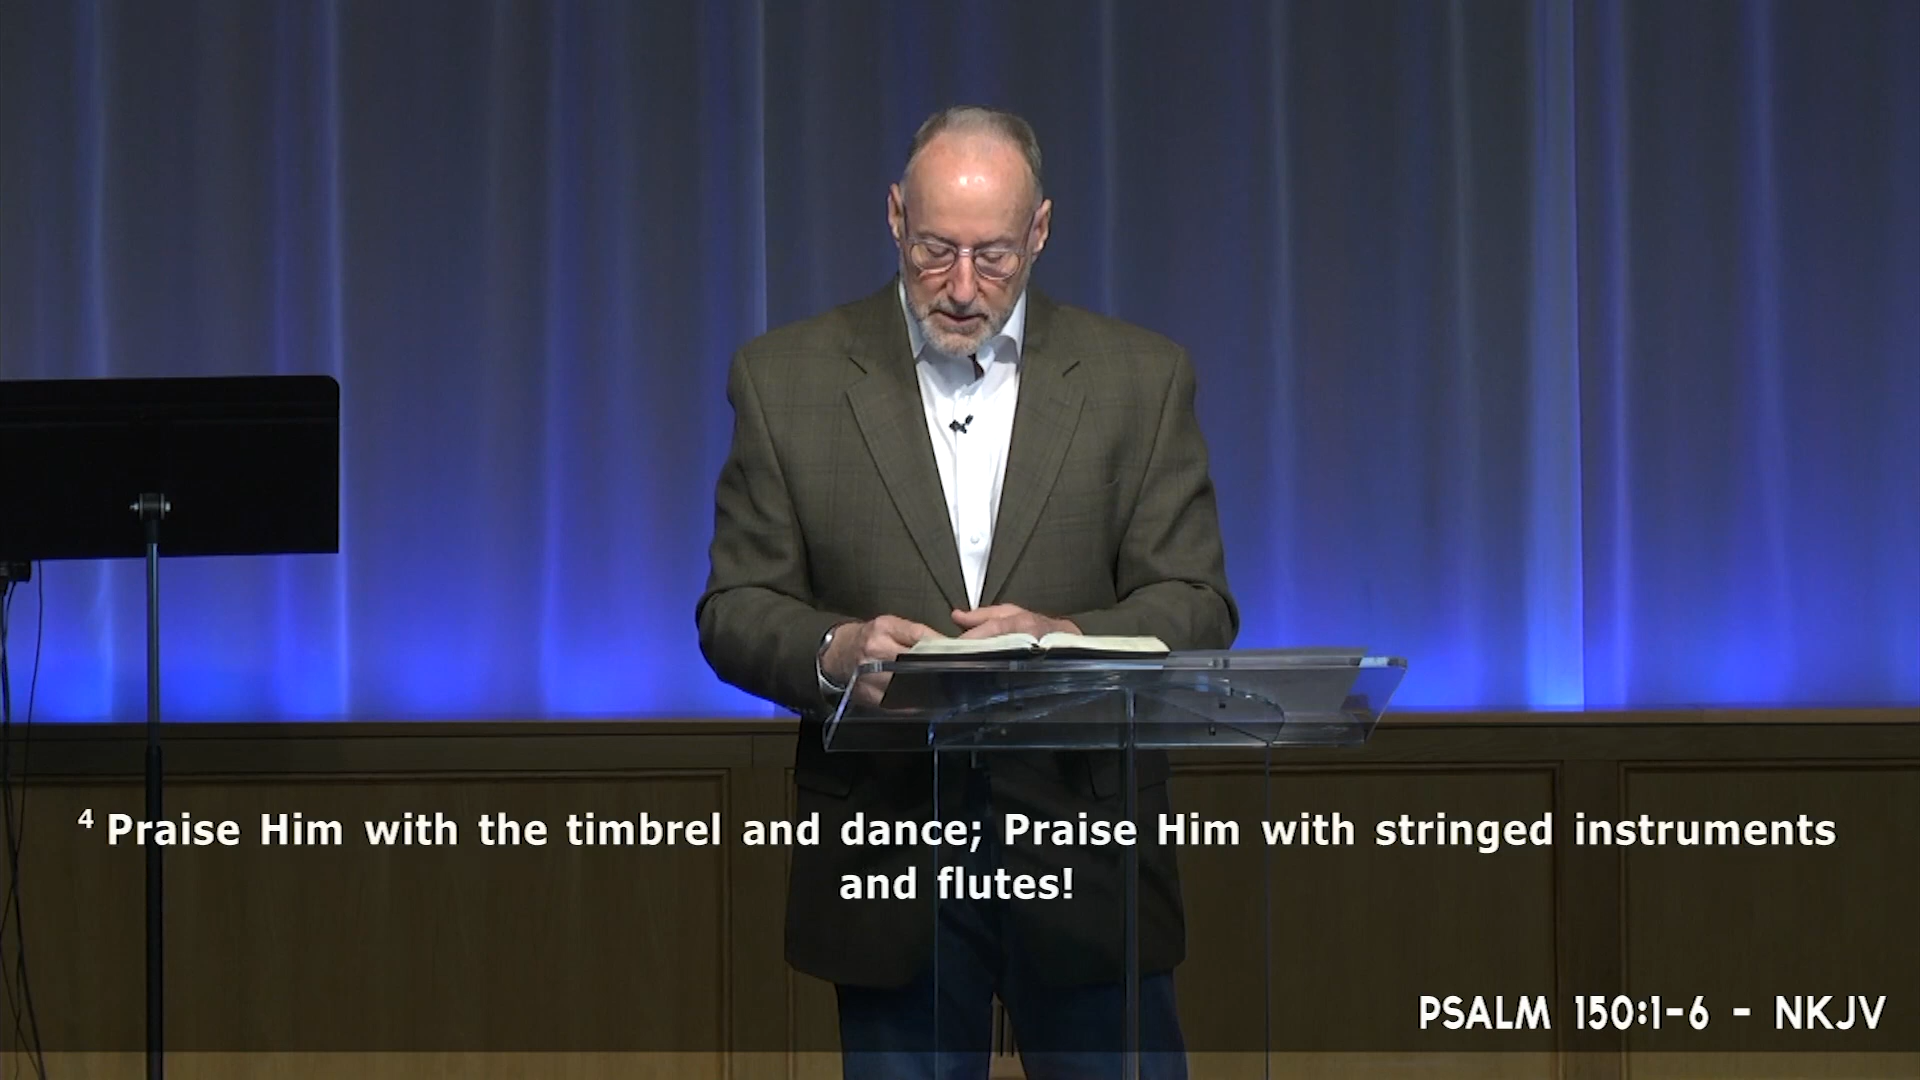 4 Praise Him with the timbrel and dance; Praise Him with stringed instruments
and flutes!
PSALM 150:1-6 - NKJV